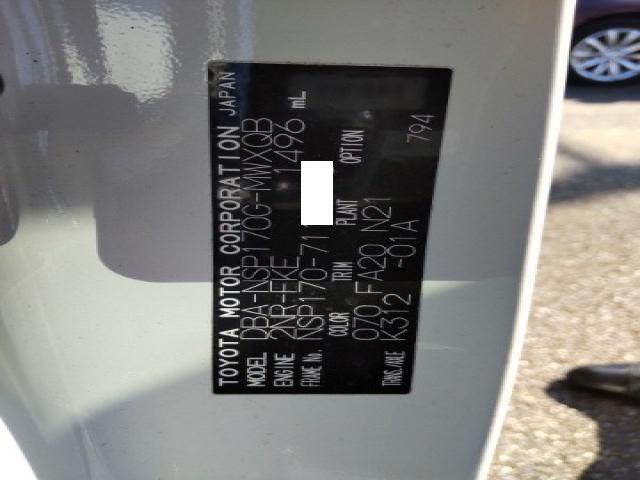 TOYOTA MOTOR CORPORATION JAPAN
MODEL DBA-NSP170G-MWXQB
ENGINE 2NR-FKE 1496 mL
FRAME No. NSP170-71
COLOR TRIM PLANT OPTION
070 FA20 N21
TRANS./AXLE K312 -01A 794